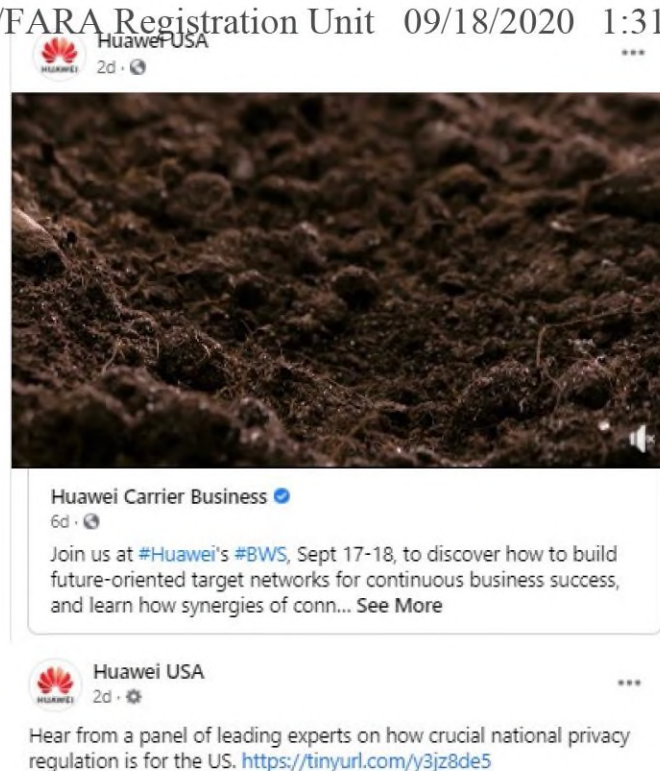 /FARA Registration Unit 09/18/2020 1:31
Huawei USA
HUAWEI
2d ·
Huawei Carrier Business
6d ·
Join us at #Huawei's #BWS, Sept 17-18, to discover how to build
future-oriented target networks for continuous business success,
and learn how synergies of conn... See More
Huawei USA
HUAWEI
2d ·
Hear from a panel of leading experts on how crucial national privacy
regulation is for the US. https://tinyurl.com/y3jz8de5